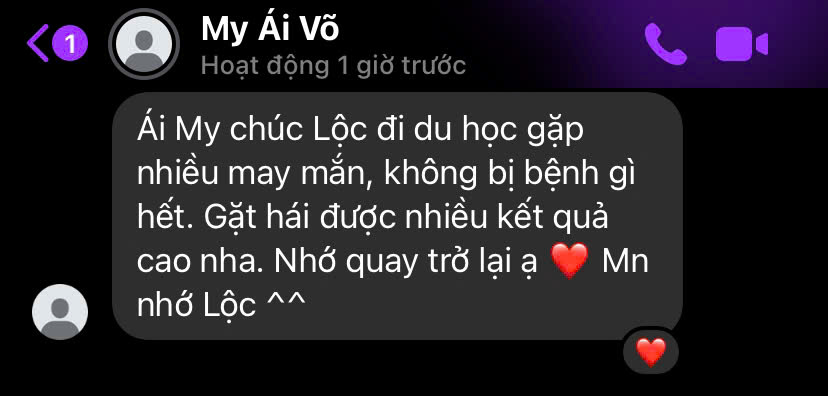 1
My Ái Võ
Hoạt động 1 giờ trước
Ái My chúc Lộc đi du học gặp
nhiều may mắn, không bị bệnh gì
hết. Gặt hái được nhiều kết quả
cao nha. Nhớ quay trở lại ạ ❤️ Mn
nhớ Lộc ^^
❤️